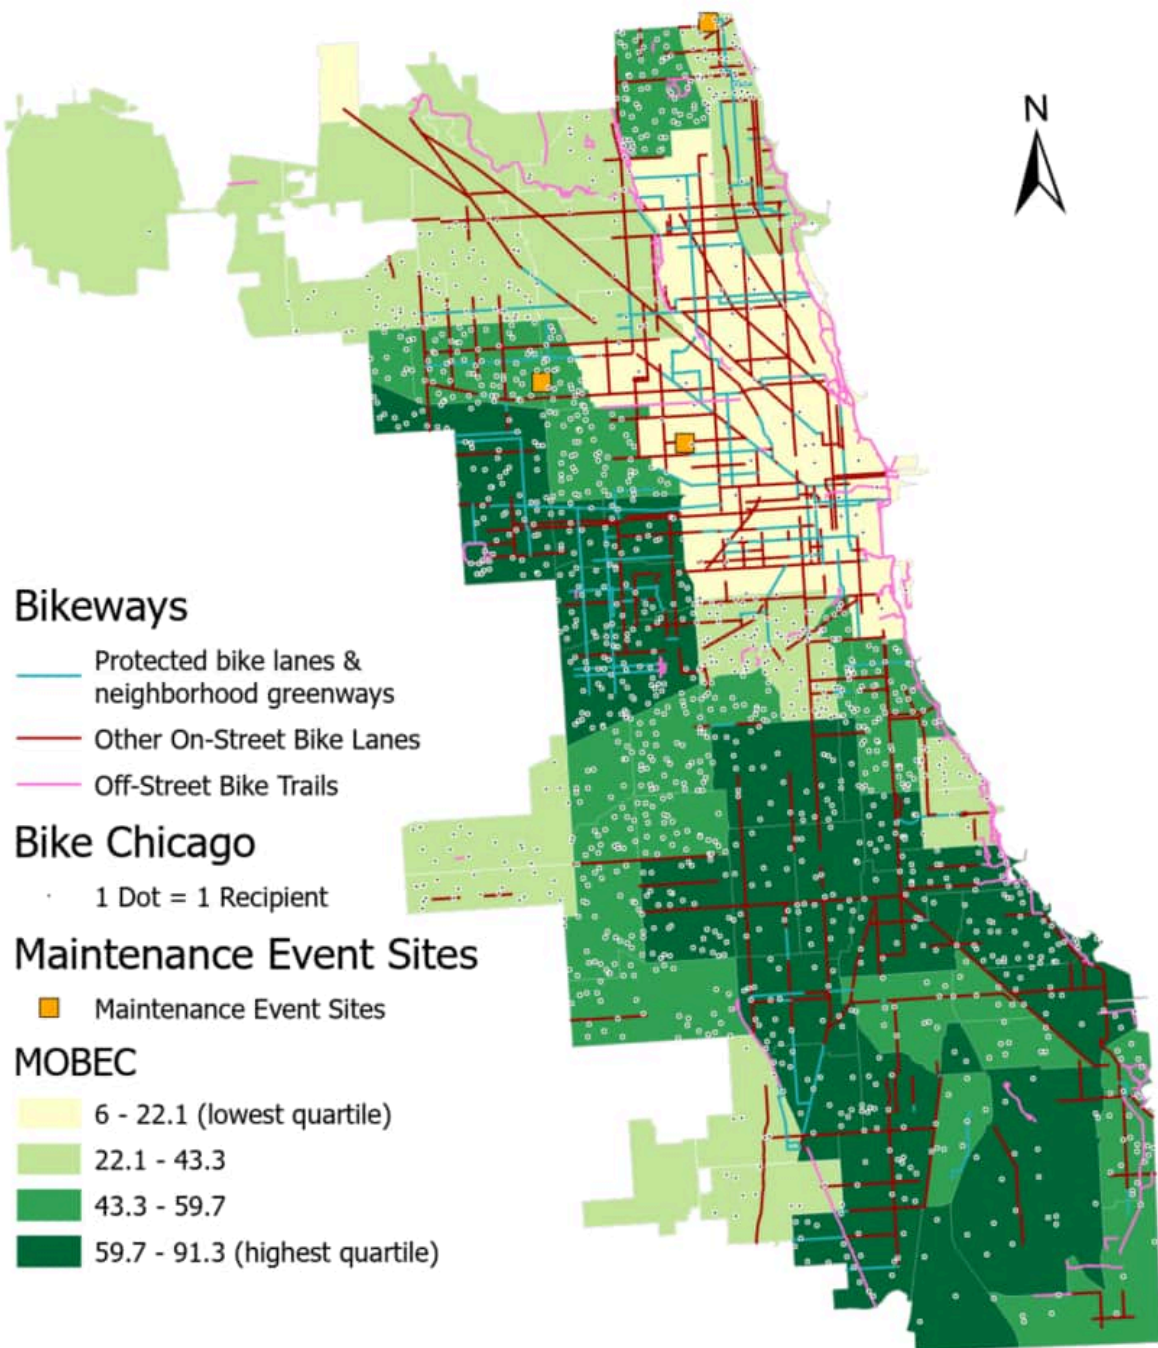 N
Bikeways
Protected bike lanes &
neighborhood greenways
Other On-Street Bike Lanes
Off-Street Bike Trails
Bike Chicago
1 Dot = 1 Recipient
Maintenance Event Sites
Maintenance Event Sites
MOBEC
6 - 22.1 (lowest quartile)
22.1 - 43.3
43.3 - 59.7
59.7 - 91.3 (highest quartile)